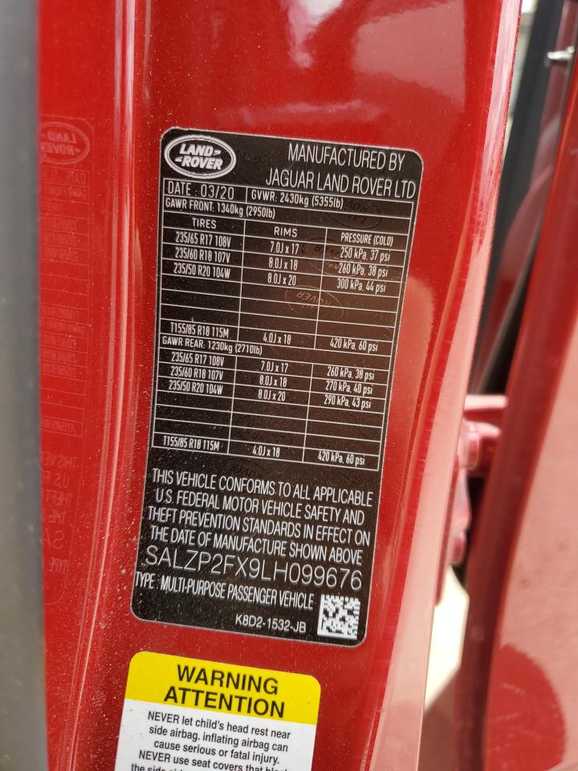 LAND-
-ROVER
MANUFACTURED BY
JAGUAR LAND ROVER LTD
DATE 03/20 GVWR: 2430kg (5355lb)
GAWR FRONT: 1340kg (2950lb)
TIRES RIMS PRESSURE (COLD)
235/65 R17 108V 7.0J x 17 250 kPa, 37 psi
235/60 R18 107V 8.0J x 18 260 kPa, 38 psi
235/50 R20 104W 8.0J x 20 300 kPa, 44 psi
T155/85 R18 115M 4.0J x 18 420 kPa, 60 psi
GAWR REAR: 1230kg (2710lb)
235/65 R17 108V 7.0J x 17 260 kPa, 38 psi
235/60 R18 107V 8.0J x 18 270 kPa, 40 psi
235/50 R20 104W 8.0J x 20 290 kPa, 43 psi
T155/85 R18 115M 4.0J x 18 420 kPa, 60 psi
THIS VEHICLE CONFORMS TO ALL APPLICABLE
U.S. FEDERAL MOTOR VEHICLE SAFETY AND
THEFT PREVENTION STANDARDS IN EFFECT ON
THE DATE OF MANUFACTURE SHOWN ABOVE
SALZP2FX9LH099676
TYPE: MULTI-PURPOSE PASSENGER VEHICLE
K8D2-1532-JB
WARNING
ATTENTION
NEVER let child's head rest near
side airbag, inflating airbag can
cause serious or fatal injury.
NEVER use seat covers that
the side